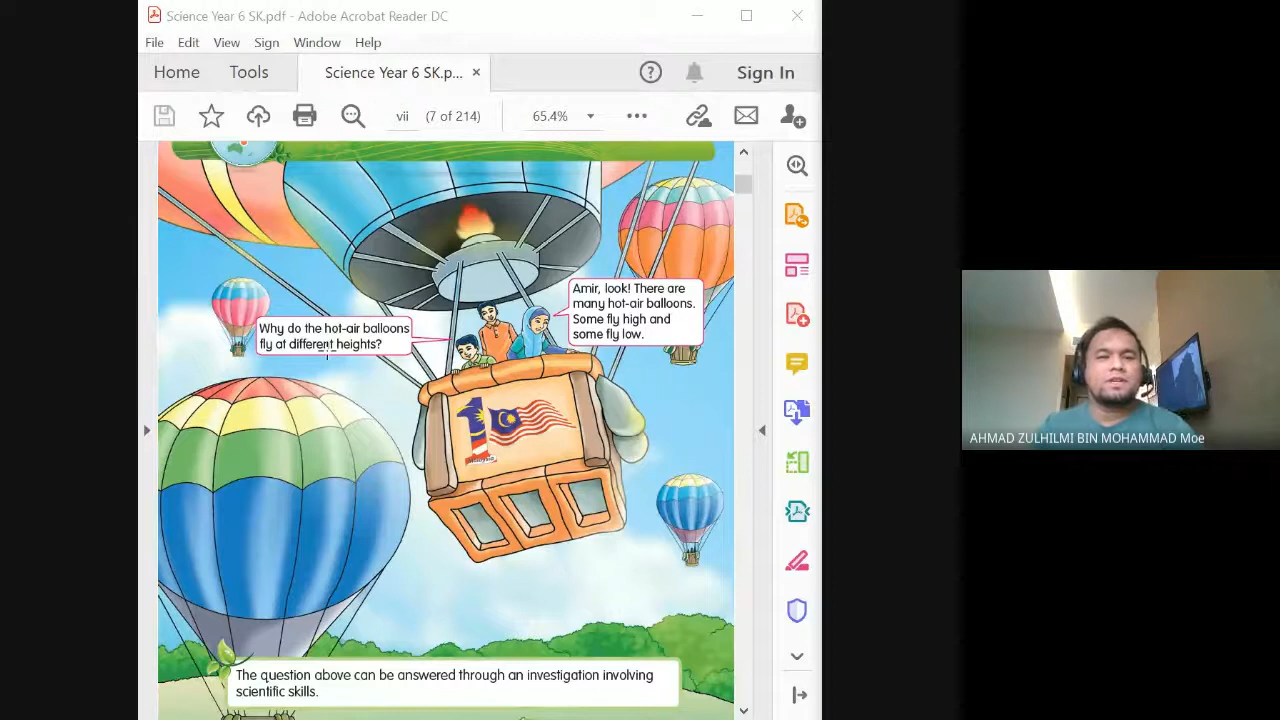 Science Year 6 SK.pdf - Adobe Acrobat Reader DC
File Edit View Sign Window Help
Home Tools Science Year 6 SK.p... × Sign In
vii (7 of 214) 65.4%
Amir, look! There are
many hot-air balloons.
Some fly high and
some fly low.
Why do the hot-air balloons
fly at different heights?
1
AHMAD ZULHILMI BIN MOHAMMAD Moe
The question above can be answered through an investigation involving
scientific skills.